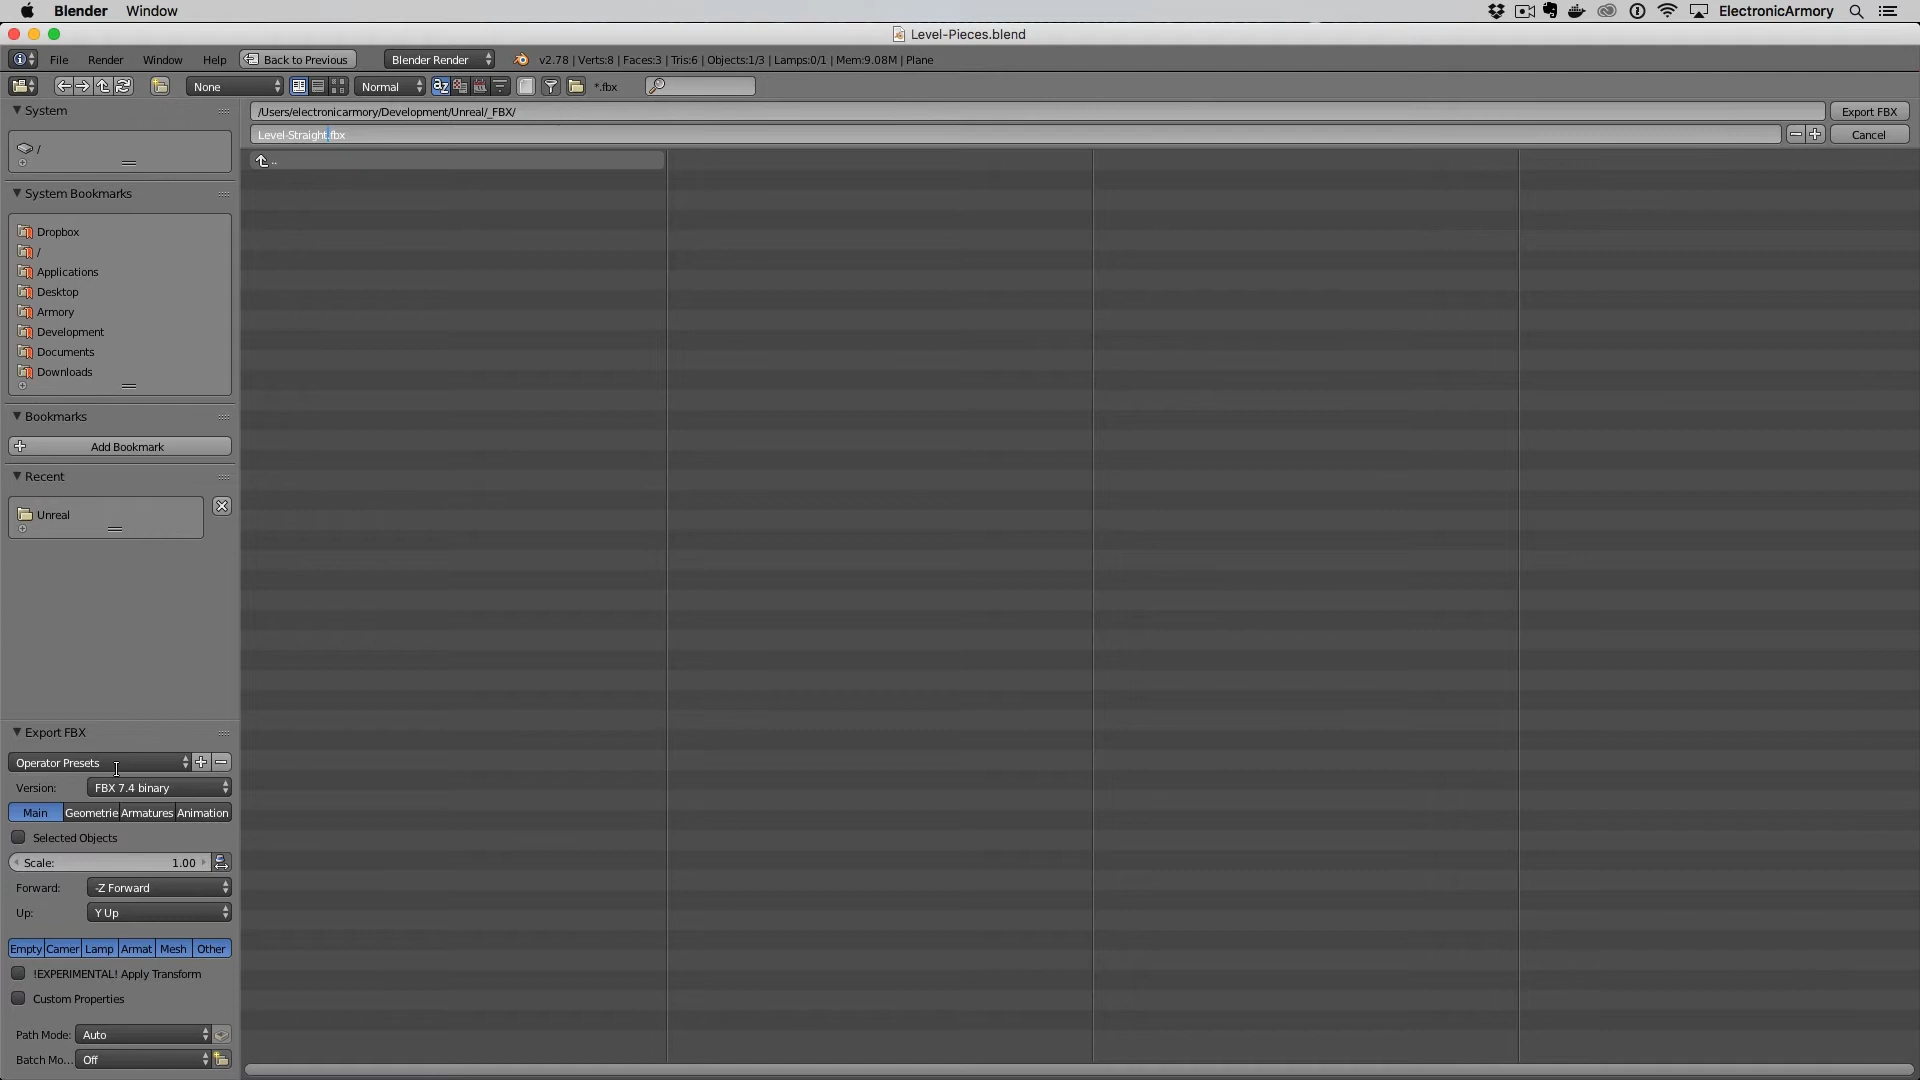 Blender Window ElectronicArmory
Level-Pieces.blend
File Render Window Help Back to Previous Blender Render v2.78 | Verts:8 | Faces:3 | Tris:6 | Objects:1/3 | Lamps:0/1 | Mem:9.08M | Plane
None Normal *.fbx
System
/Users/electronicarmory/Development/Unreal/_FBX/ Export FBX
Level-Straight.fbx Cancel
/
..
System Bookmarks
Dropbox
/
Applications
Desktop
Armory
Development
Documents
Downloads
Bookmarks
Add Bookmark
Recent
Unreal
Export FBX
Operator Presets
Version: FBX 7.4 binary
Main Geometrie Armatures Animation
Selected Objects
Scale: 1.00
Forward: -Z Forward
Up: Y Up
Empty Camer Lamp Armat Mesh Other
!EXPERIMENTAL! Apply Transform
Custom Properties
Path Mode: Auto
Batch Mo... Off